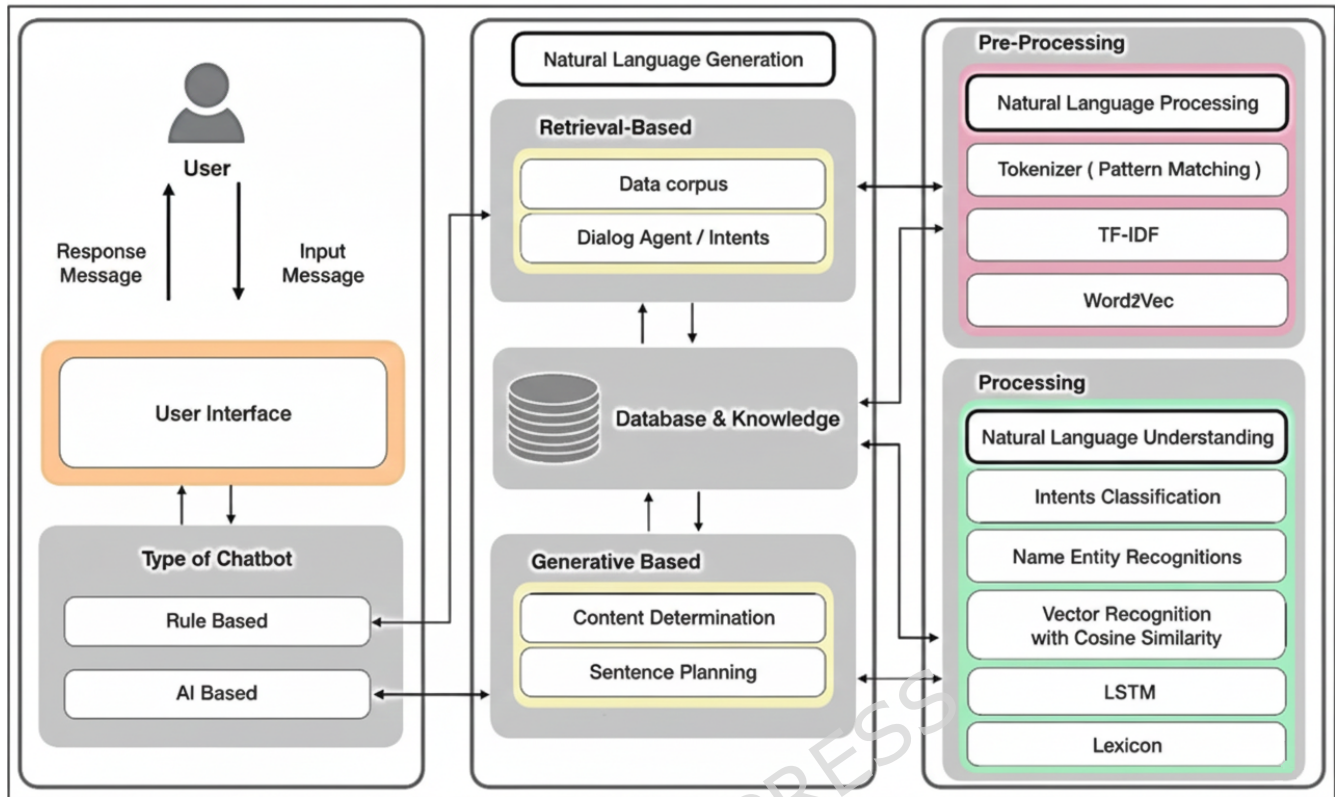 User
Response
Message
Input
Message
User Interface
Type of Chatbot
Rule Based
AI Based
Natural Language Generation
Retrieval-Based
Data corpus
Dialog Agent / Intents
Database & Knowledge
Generative Based
Content Determination
Sentence Planning
Pre-Processing
Natural Language Processing
Tokenizer ( Pattern Matching )
TF-IDF
Word2Vec
Processing
Natural Language Understanding
Intents Classification
Name Entity Recognitions
Vector Recognition
with Cosine Similarity
LSTM
Lexicon
PRESS